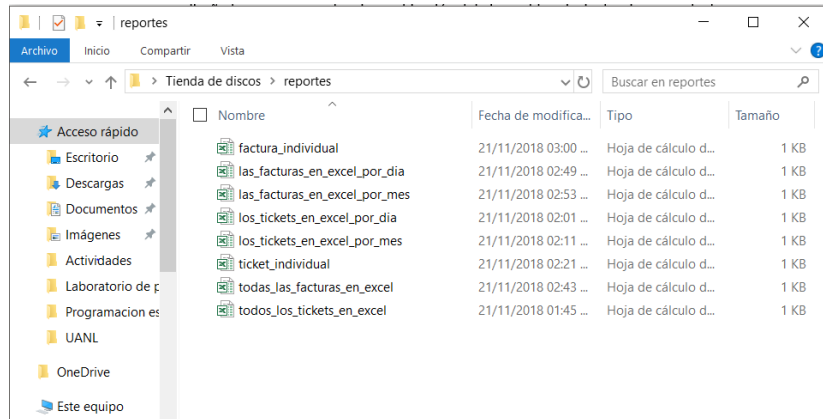 reportes
Archivo Inicio Compartir Vista
Tienda de discos > reportes Buscar en reportes
Nombre Fecha de modifica... Tipo Tamaño
Acceso rápido
Escritorio
Descargas
Documentos
Imágenes
Actividades
Laboratorio de p
Programacion es
UANL
OneDrive
Este equipo
factura_individual 21/11/2018 03:00 ... Hoja de cálculo d... 1 KB
las_facturas_en_excel_por_dia 21/11/2018 02:49 ... Hoja de cálculo d... 1 KB
las_facturas_en_excel_por_mes 21/11/2018 02:53 ... Hoja de cálculo d... 1 KB
los_tickets_en_excel_por_dia 21/11/2018 02:01 ... Hoja de cálculo d... 1 KB
los_tickets_en_excel_por_mes 21/11/2018 02:11 ... Hoja de cálculo d... 1 KB
ticket_individual 21/11/2018 02:21 ... Hoja de cálculo d... 1 KB
todas_las_facturas_en_excel 21/11/2018 02:43 ... Hoja de cálculo d... 1 KB
todos_los_tickets_en_excel 21/11/2018 01:45 ... Hoja de cálculo d... 1 KB